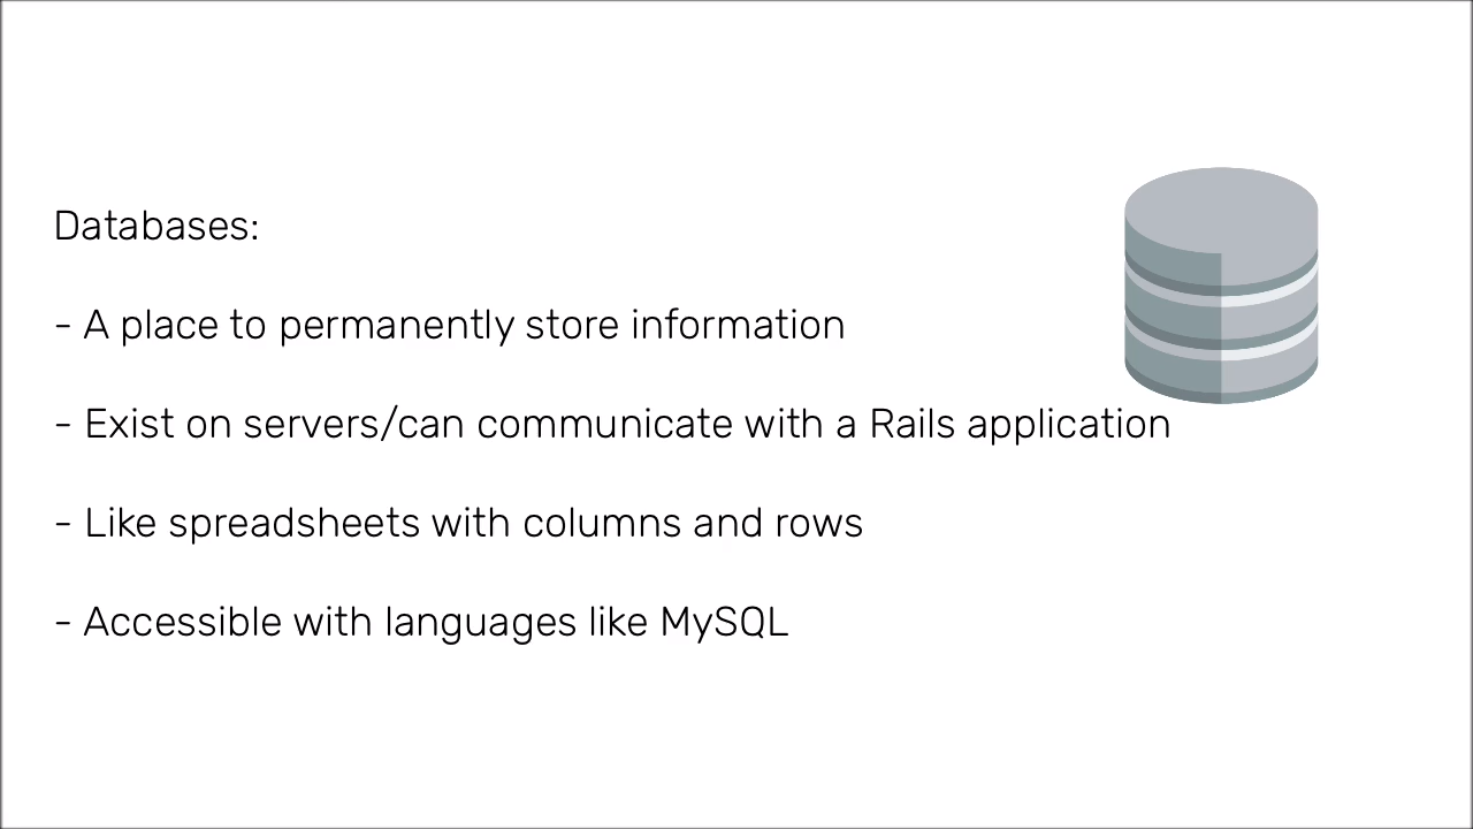 Databases:
- A place to permanently store information
- Exist on servers/can communicate with a Rails application
- Like spreadsheets with columns and rows
- Accessible with languages like MySQL